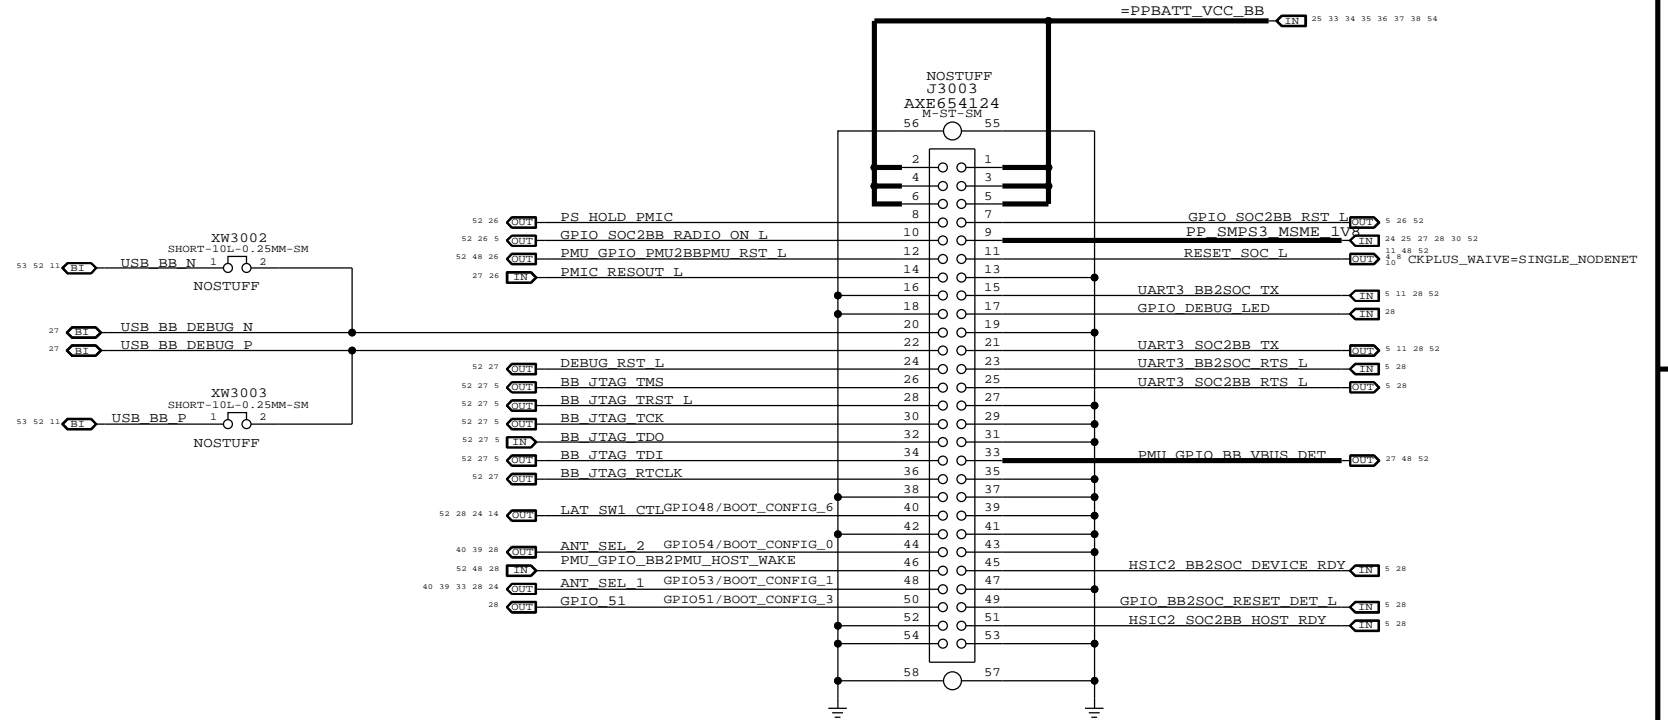 =PPBATT_VCC_BB IN 25 33 34 35 36 37 38 54
NOSTUFF
J3003
AXE654124
M-ST-SM
56 55
2 1
4 3
6 5
52 26 OUT PS_HOLD_PMIC 8 7 GPIO_SOC2BB_RST_L OUT 5 26 52
52 26 5 OUT GPIO_SOC2BB_RADIO_ON_L 10 9 PP_SMPS3_MSME_1V8 IN 24 25 27 28 30 52
52 48 26 OUT PMU_GPIO_PMU2BBPMU_RST_L 12 11 RESET_SOC_L OUT 11 48 52 4 8 10 CKPLUS_WAIVE=SINGLE_NODENET
27 26 IN PMIC_RESOUT_L 14 13
XW3002
SHORT-10L-0.25MM-SM
53 52 11 BI USB_BB_N 1 2
NOSTUFF
16 15 UART3_BB2SOC_TX IN 5 11 28 52
18 17 GPIO_DEBUG_LED IN 28
27 BI USB_BB_DEBUG_N 20 19
27 BI USB_BB_DEBUG_P 22 21 UART3_SOC2BB_TX OUT 5 11 28 52
52 27 OUT DEBUG_RST_L 24 23 UART3_BB2SOC_RTS_L IN 5 28
52 27 5 OUT BB_JTAG_TMS 26 25 UART3_SOC2BB_RTS_L OUT 5 28
XW3003
SHORT-10L-0.25MM-SM
52 27 5 OUT BB_JTAG_TRST_L 28 27
53 52 11 BI USB_BB_P 1 2
NOSTUFF
52 27 5 OUT BB_JTAG_TCK 30 29
52 27 5 IN BB_JTAG_TDO 32 31
52 27 5 OUT BB_JTAG_TDI 34 33 PMU_GPIO_BB_VBUS_DET OUT 27 48 52
52 27 OUT BB_JTAG_RTCLK 36 35
38 37
52 28 24 14 OUT LAT_SW1_CTL GPIO48/BOOT_CONFIG_6 40 39
42 41
40 39 28 OUT ANT_SEL_2 GPIO54/BOOT_CONFIG_0 44 43
52 48 28 IN PMU_GPIO_BB2PMU_HOST_WAKE 46 45 HSIC2_BB2SOC_DEVICE_RDY IN 5 28
40 39 33 28 24 OUT ANT_SEL_1 GPIO53/BOOT_CONFIG_1 48 47
28 OUT GPIO_51 GPIO51/BOOT_CONFIG_3 50 49 GPIO_BB2SOC_RESET_DET_L IN 5 28
52 51 HSIC2_SOC2BB_HOST_RDY IN 5 28
54 53
58 57